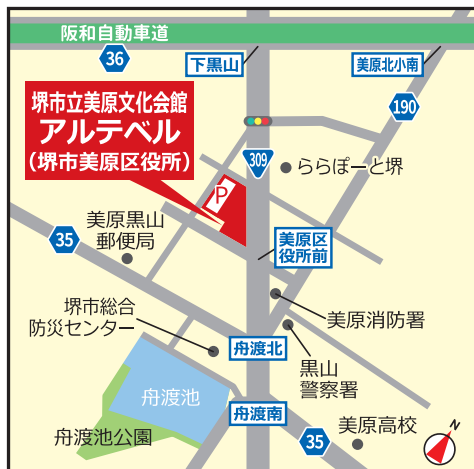 阪和自動車道
36
下黒山
美原北小南
堺市立美原文化会館
アルテベル
(堺市美原区役所)
190
309
P
ららぽーと堺
美原黒山
郵便局
35
美原区
役所前
堺市総合
防災センター
美原消防署
舟渡北
黒山
警察署
舟渡池
舟渡南
舟渡池公園
35
美原高校
N